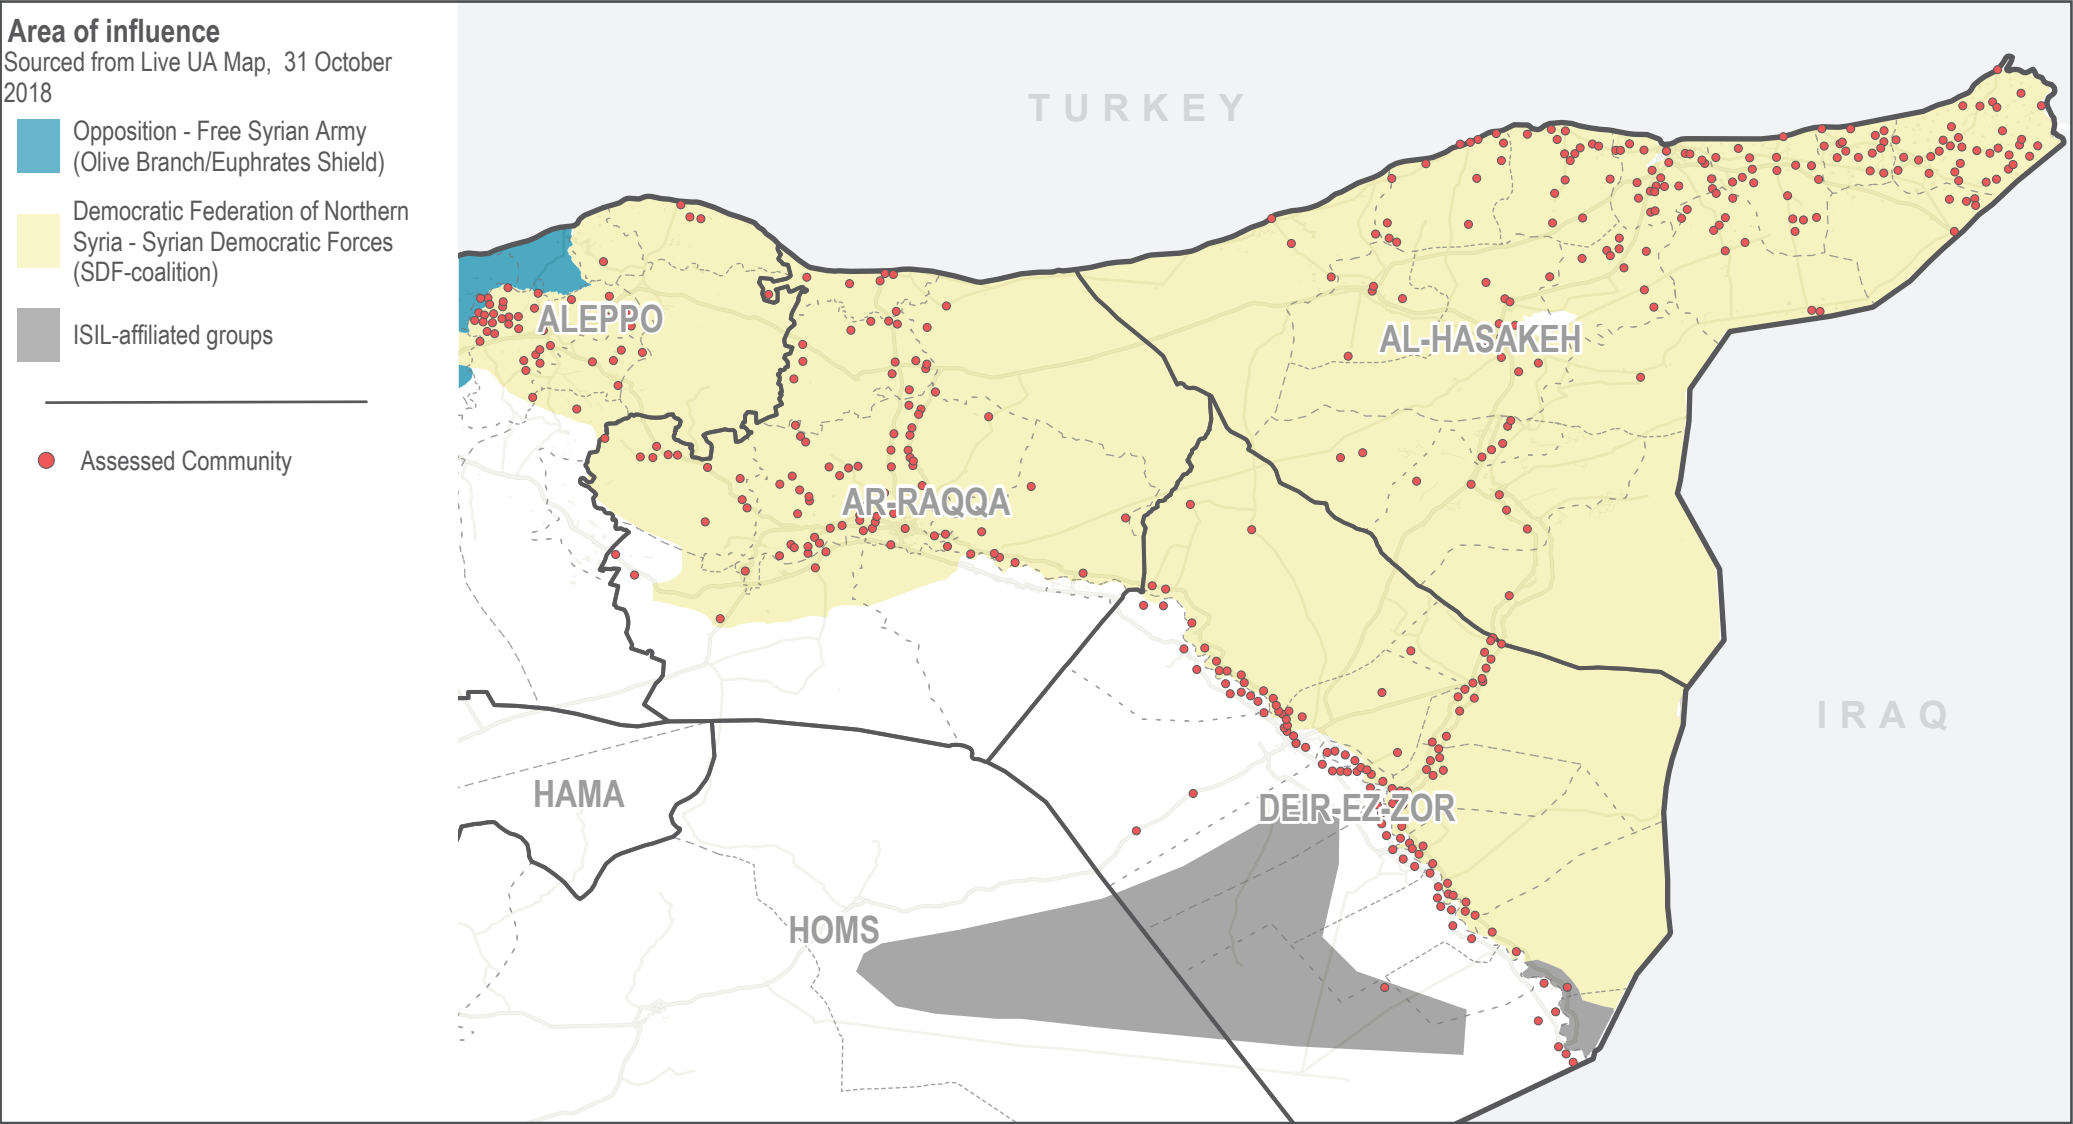 Area of influence
Sourced from Live UA Map, 31 October
2018
Opposition - Free Syrian Army
(Olive Branch/Euphrates Shield)
Democratic Federation of Northern
Syria - Syrian Democratic Forces
(SDF-coalition)
ISIL-affiliated groups
Assessed Community
TURKEY
ALEPPO
AL-HASAKEH
AR-RAQQA
IRAQ
HAMA
DEIR-EZ-ZOR
HOMS